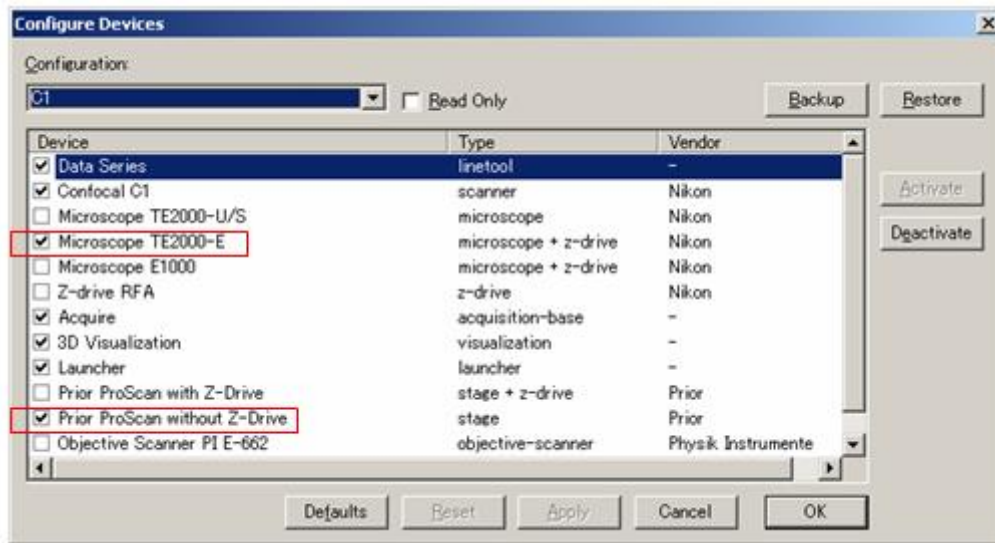 Configure Devices
Configuration:
C1 Read Only Backup Restore
Device Type Vendor
Data Series linetool -
Confocal C1 scanner Nikon
Microscope TE2000-U/S microscope Nikon
Microscope TE2000-E microscope + z-drive Nikon
Microscope E1000 microscope + z-drive Nikon
Z-drive RFA z-drive Nikon
Acquire acquisition-base -
3D Visualization visualization -
Launcher launcher -
Prior ProScan with Z-Drive stage + z-drive Prior
Prior ProScan without Z-Drive stage Prior
Objective Scanner PI E-662 objective-scanner Physik Instrumente
Activate
Deactivate
Defaults Reset Apply Cancel OK